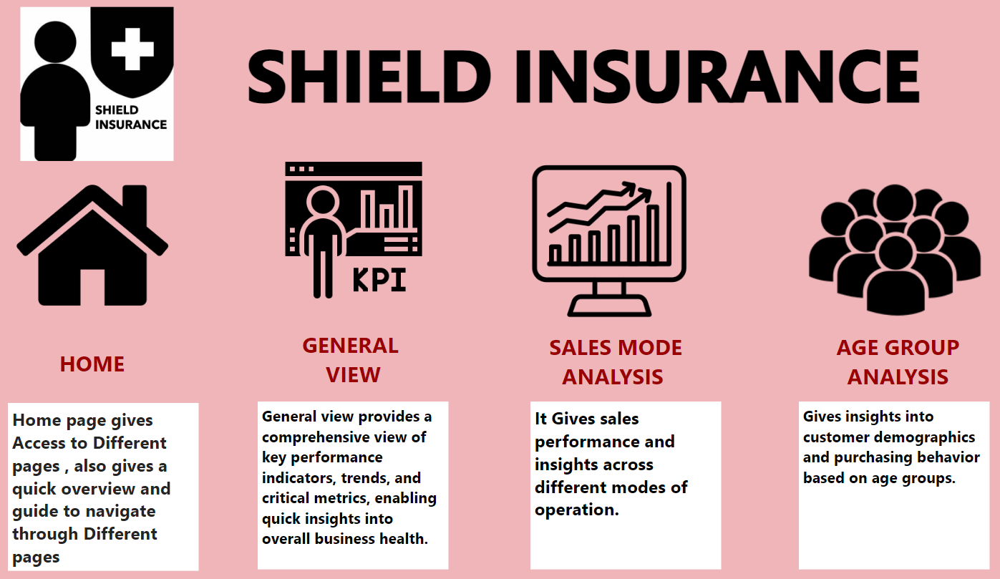 SHIELD
INSURANCE
SHIELD INSURANCE
KPI
HOME
GENERAL
VIEW
SALES MODE
ANALYSIS
AGE GROUP
ANALYSIS
Home page gives
Access to Different
pages , also gives a
quick overview and
guide to navigate
through Different
pages
General view provides a
comprehensive view of
key performance
indicators, trends, and
critical metrics, enabling
quick insights into
overall business health.
It Gives sales
performance and
insights across
different modes of
operation.
Gives insights into
customer demographics
and purchasing behavior
based on age groups.